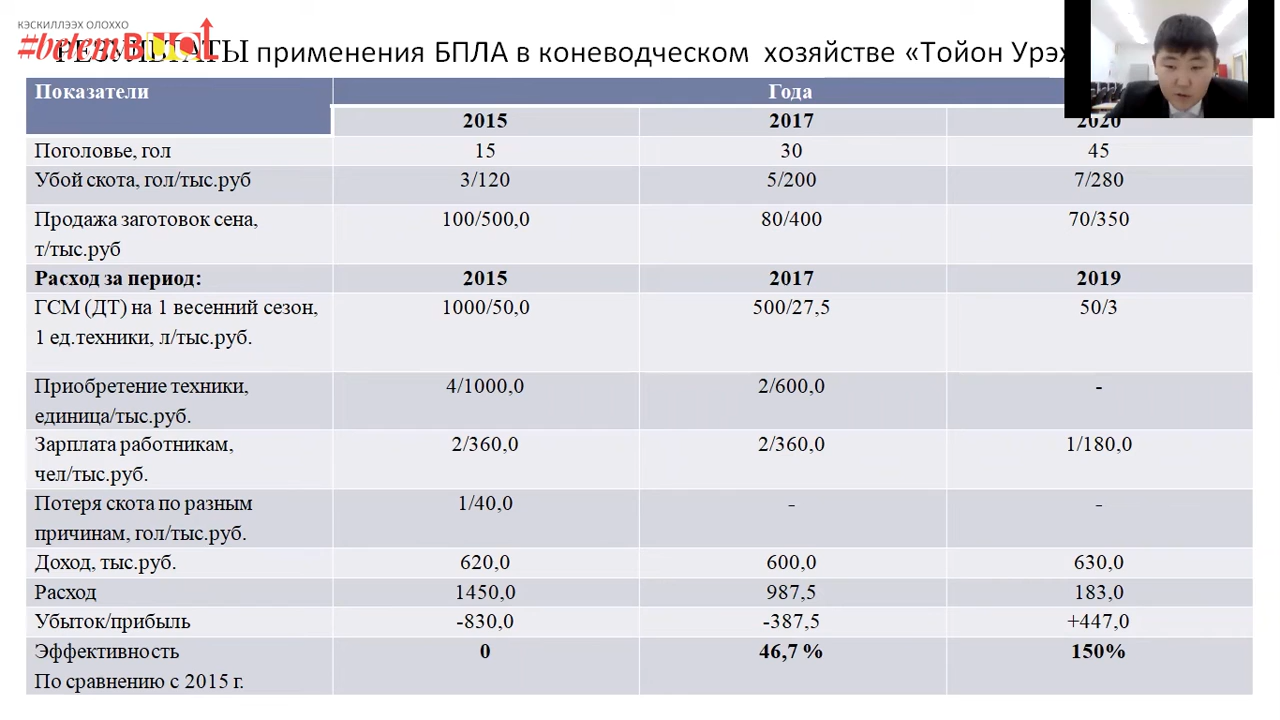 КЭСКИЛЛЭЭХ ОЛОХХО
#belem
РЕЗУЛЬТАТЫ применения БПЛА в коневодческом хозяйстве «Тойон
Показатели Года
2015 2017 2020
Поголовье, гол 15 30 45
Убой скота, гол/тыс.руб 3/120 5/200 7/280
Продажа заготовок сена, 100/500,0 80/400 70/350
т/тыс.руб
Расход за период: 2015 2017 2019
ГСМ (ДТ) на 1 весенний сезон, 1000/50,0 500/27,5 50/3
1 ед.техники, л/тыс.руб.
Приобретение техники, 4/1000,0 2/600,0 -
единица/тыс.руб.
Зарплата работникам, 2/360,0 2/360,0 1/180,0
чел/тыс.руб.
Потеря скота по разным 1/40,0 - -
причинам, гол/тыс.руб.
Доход, тыс.руб. 620,0 600,0 630,0
Расход 1450,0 987,5 183,0
Убыток/прибыль -830,0 -387,5 +447,0
Эффективность 0 46,7 % 150%
По сравнению с 2015 г.